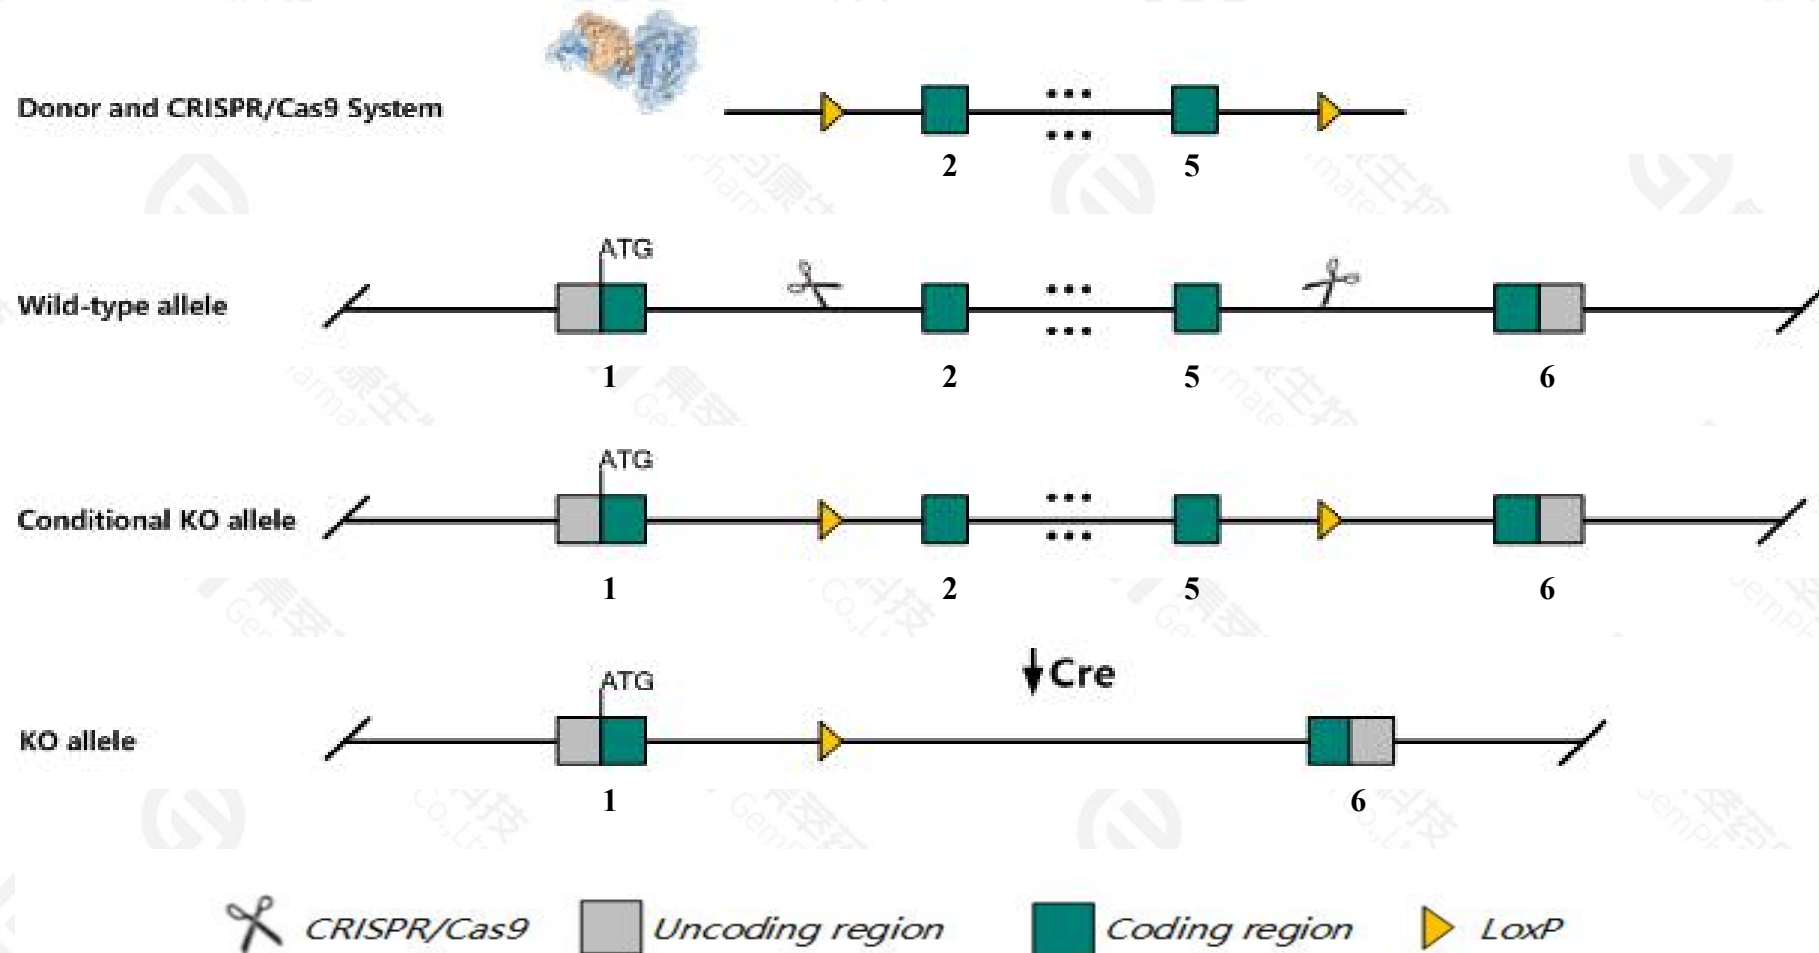 Donor and CRISPR/Cas9 System
2 5
ATG
Wild-type allele
1 2 5 6
ATG
Conditional KO allele
1 2 5 6
Cre
ATG
KO allele
1 6
CRISPR/Cas9 Uncoding region Coding region LoxP